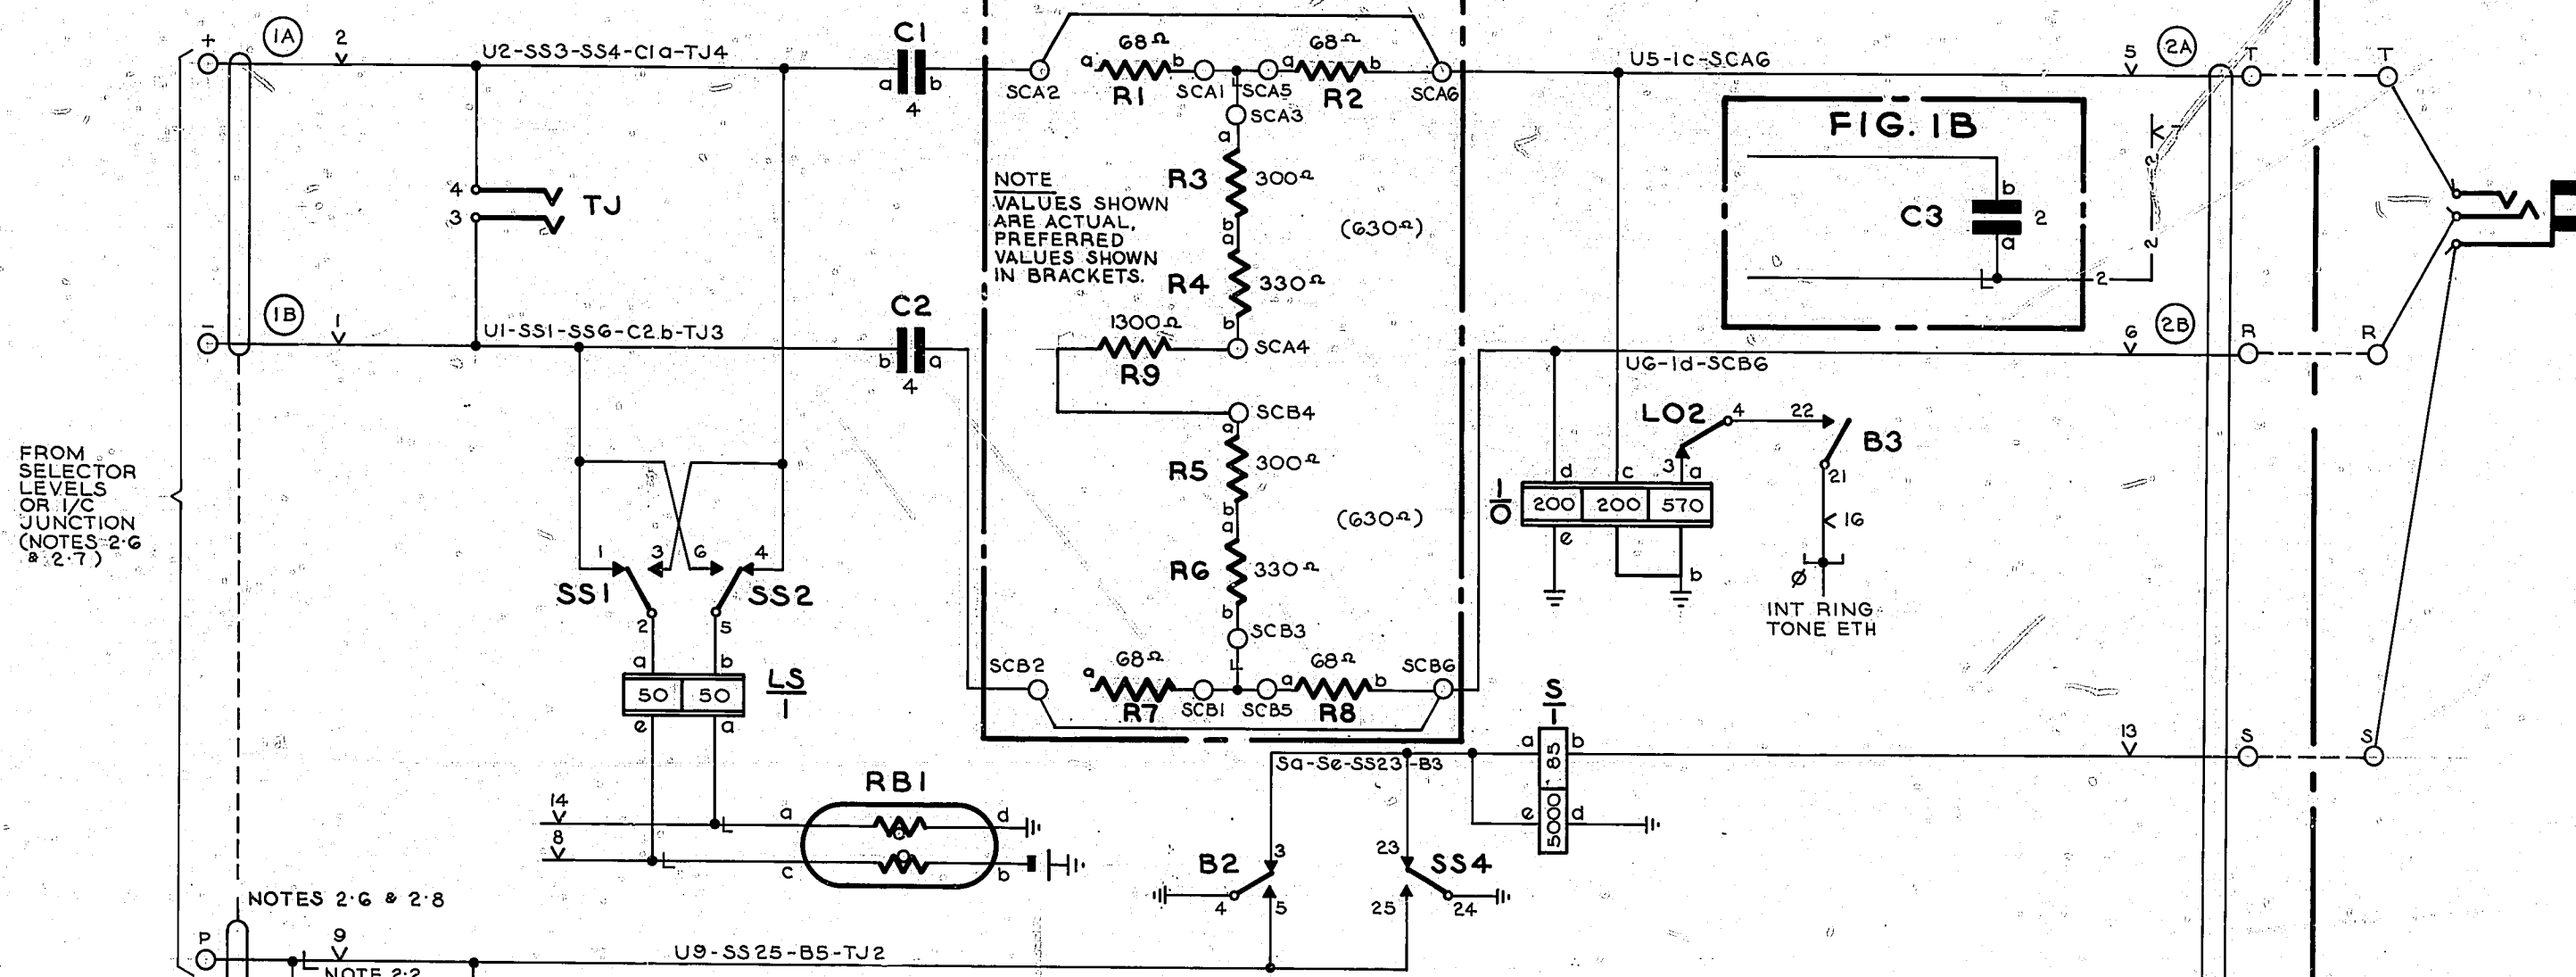 +
1A
2
U2-SS3-SS4-C1a-TJ4
C1
a
b
4
SCA2
68Ω
a
b
R1
SCA1
SCA5
68Ω
a
b
R2
SCA6
SCA3
U5-1c-SCA6
5
2A
T
T
FIG. 1B
C3
b
2
a
2
2
2
7
4
3
TJ
NOTE
VALUES SHOWN
ARE ACTUAL,
PREFERRED
VALUES SHOWN
IN BRACKETS.
a
R3
300Ω
b
a
R4
330Ω
b
(630Ω)
1300Ω
R9
SCA4
-
1B
1
U1-SS1-SS6-C2.b-TJ3
C2
b
a
4
U6-1d-SCB6
6
2B
R
R
SCB4
a
R5
300Ω
b
a
R6
330Ω
b
(630Ω)
SCB3
LO2
4
22
B3
3
21
d
c
a
I
O
200
200
570
e
b
16
Ø
INT RING
TONE ETH
FROM
SELECTOR
LEVELS
OR I/C
JUNCTION
(NOTES 2·6
& 2·7)
1
3
6
4
SS1
SS2
2
5
a
b
50
50
LS
1
e
a
SCB2
68Ω
a
R7
SCB1
SCB5
68Ω
a
b
R8
SCB6
S
1
a
b
85
13
S
S
Sa-Se-SS23-B3
e
d
5000
RB1
14
a
d
8
c
b
B2
3
4
5
23
SS4
25
24
NOTES 2·6 & 2·8
P
9
U9-SS25-B5-TJ2
NOTE 2·2